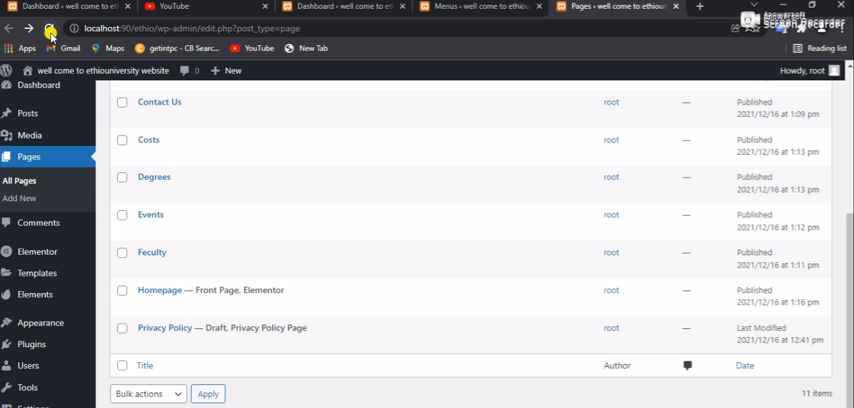 Dashboard ‹ well come to et
YouTube
Dashboard ‹ well come to eth
Menus ‹ well come to ethioun
Pages ‹ well come to ethiouni
localhost:90/ethio/wp-admin/edit.php?post_type=page
Screen Recorder
Apps
Gmail
Maps
getintpc - CB Searc...
YouTube
New Tab
Reading list
well come to ethiouniversity website
0
New
Howdy, root
Dashboard
Posts
Media
Pages
All Pages
Add New
Comments
Elementor
Templates
Elements
Appearance
Plugins
Users
Tools
Settings
Contact Us root — Published
2021/12/16 at 1:09 pm
Costs root — Published
2021/12/16 at 1:13 pm
Degrees root — Published
2021/12/16 at 1:13 pm
Events root — Published
2021/12/16 at 1:12 pm
Feculty root — Published
2021/12/16 at 1:11 pm
Homepage — Front Page, Elementor root — Published
2021/12/16 at 1:16 pm
Privacy Policy — Draft, Privacy Policy Page root — Last Modified
2021/12/16 at 12:41 pm
Title Author Date
Bulk actions Apply 11 items